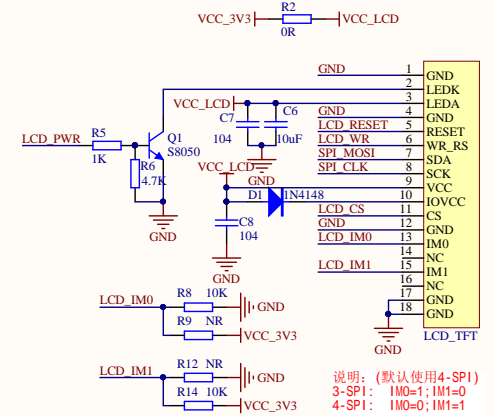 R2
VCC_3V3 VCC_LCD
0R
GND 1 GND
2 LEDK
VCC_LCD 3 LEDA
C7 C6 GND 4 GND
104 10uF LCD_RESET 5 RESET
LCD_WR 6 WR_RS
SPI_MOSI 7 SDA
SPI_CLK 8 SCK
LCD_PWR R5 Q1
1K S8050
R6
4.7K
VCC_LCD
GND
9 VCC
D1 1N4148 10 IOVCC
LCD_CS 11 CS
C8 GND 12 GND
104 LCD_IM0 13 IM0
GND
14 NC
LCD_IM1 15 IM1
16 NC
GND
17 GND
18 GND
LCD_TFT
GND
LCD_IM0 R8 10K GND
R9 NR VCC_3V3
LCD_IM1 R12 NR GND
R14 10K VCC_3V3
说明：(默认使用4-SPI)
3-SPI: IM0=1;IM1=0
4-SPI: IM0=0;IM1=1